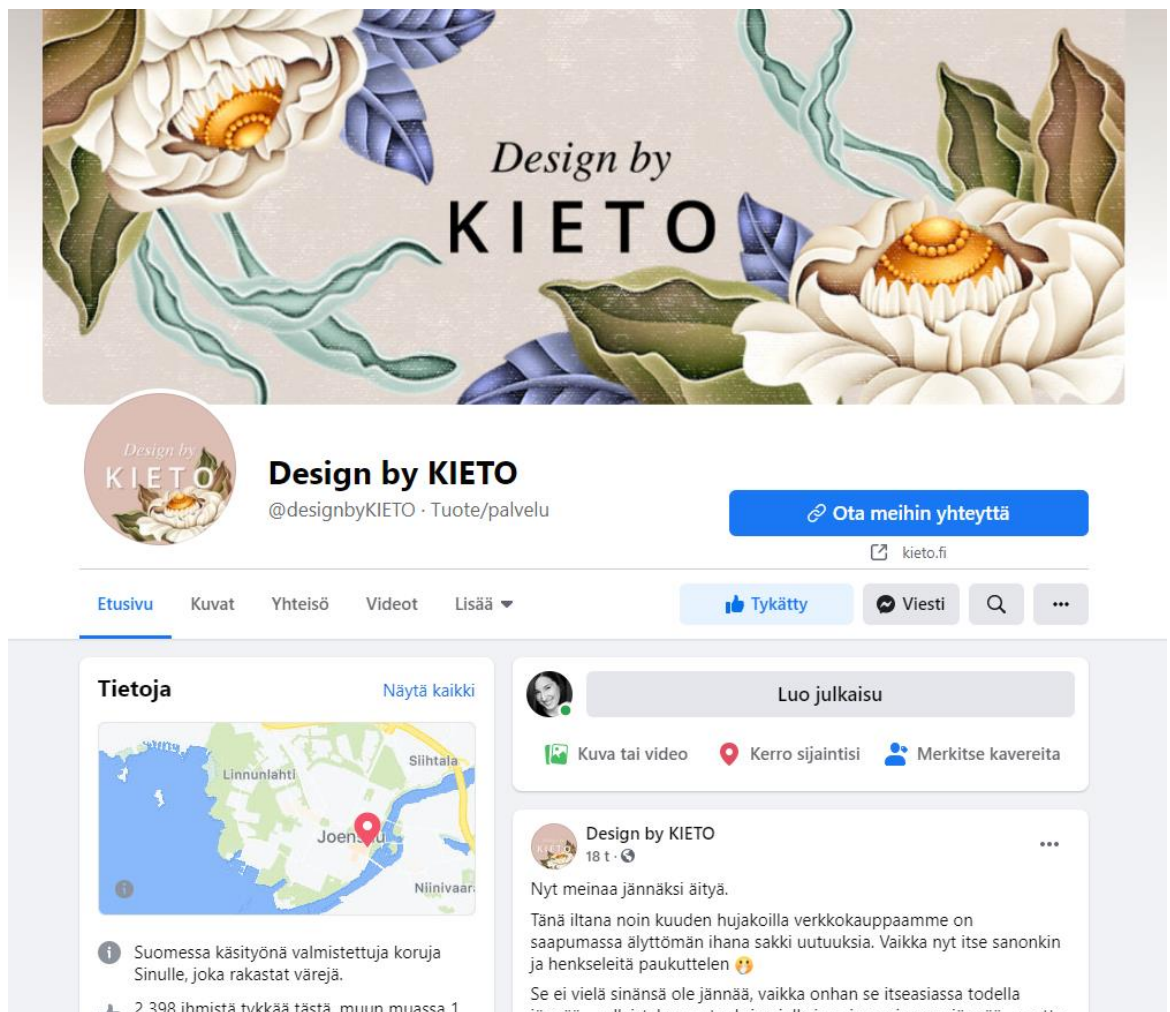 Design by
KIETO
Design by
KIETO
Design by KIETO
@designbyKIETO · Tuote/palvelu
Ota meihin yhteyttä
kieto.fi
Etusivu Kuvat Yhteisö Videot Lisää
Tykätty Viesti
Tietoja Näytä kaikki
Linnunlahti
Siihtala
Joensuu
Niinivaar
Suomessa käsityönä valmistettuja koruja
Sinulle, joka rakastat värejä.
2 398 ihmistä tykkää tästä, muun muassa 1
Luo julkaisu
Kuva tai video Kerro sijaintisi Merkitse kavereita
Design by KIETO
18 t ·
Nyt meinaa jännäksi äityä.
Tänä iltana noin kuuden hujakoilla verkkokauppaamme on
saapumassa älyttömän ihana sakki uutuuksia. Vaikka nyt itse sanonkin
ja henkseleitä paukuttelen
Se ei vielä sinänsä ole jännää, vaikka onhan se itseasiassa todella